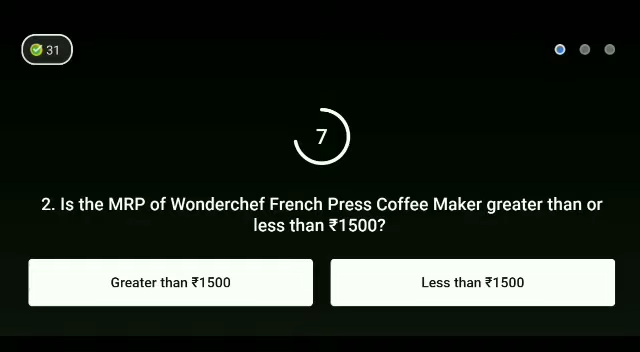 31
7
2. Is the MRP of Wonderchef French Press Coffee Maker greater than or
less than ₹1500?
Greater than ₹1500
Less than ₹1500